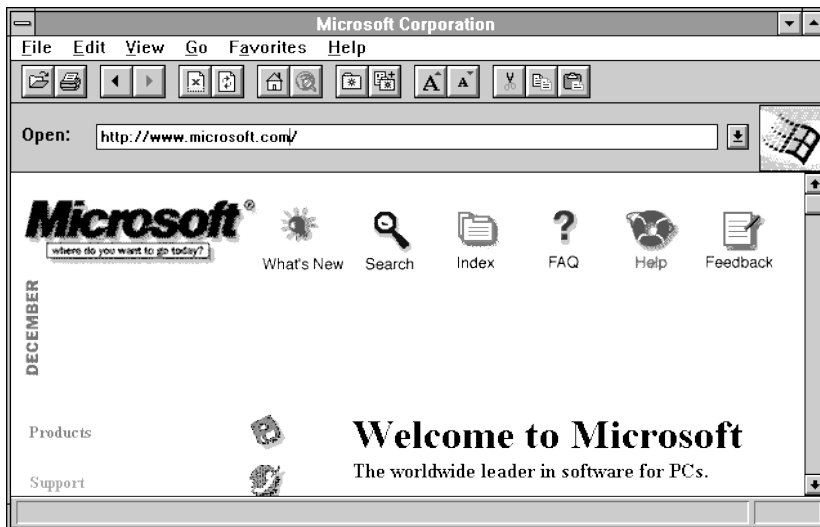 Microsoft Corporation
File Edit View Go Favorites Help
A A
Open: http://www.microsoft.com/
Microsoft®
where do you want to go today?
What's New Search Index FAQ Help Feedback
DECEMBER
Products
Welcome to Microsoft
Support
The worldwide leader in software for PCs.